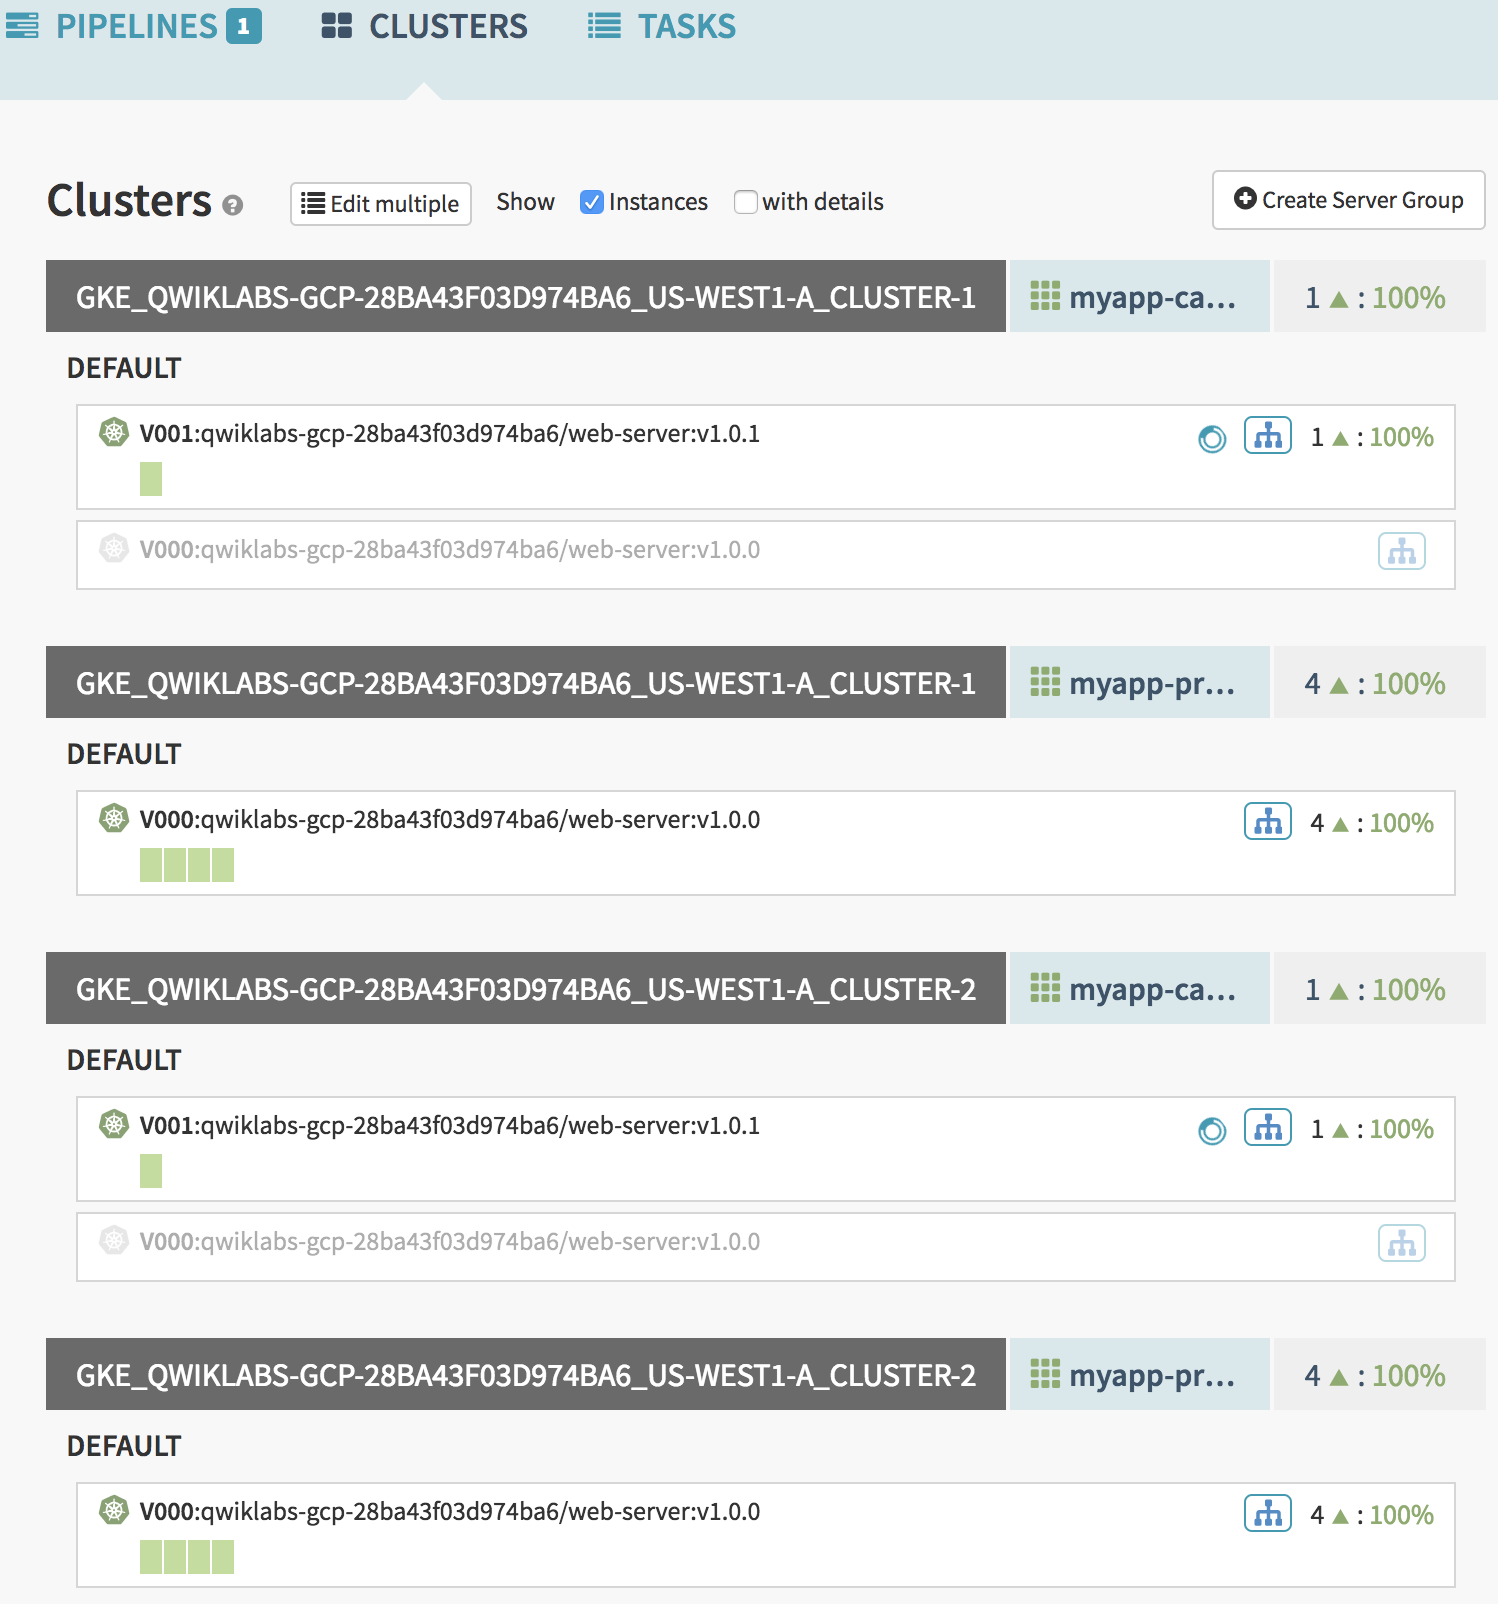 PIPELINES 1 CLUSTERS TASKS
Clusters ? Edit multiple Show Instances with details Create Server Group
GKE_QWIKLABS-GCP-28BA43F03D974BA6_US-WEST1-A_CLUSTER-1 myapp-ca... 1 ▲ : 100%
DEFAULT
V001:qwiklabs-gcp-28ba43f03d974ba6/web-server:v1.0.1 1 ▲ : 100%
V000:qwiklabs-gcp-28ba43f03d974ba6/web-server:v1.0.0
GKE_QWIKLABS-GCP-28BA43F03D974BA6_US-WEST1-A_CLUSTER-1 myapp-pr... 4 ▲ : 100%
DEFAULT
V000:qwiklabs-gcp-28ba43f03d974ba6/web-server:v1.0.0 4 ▲ : 100%
GKE_QWIKLABS-GCP-28BA43F03D974BA6_US-WEST1-A_CLUSTER-2 myapp-ca... 1 ▲ : 100%
DEFAULT
V001:qwiklabs-gcp-28ba43f03d974ba6/web-server:v1.0.1 1 ▲ : 100%
V000:qwiklabs-gcp-28ba43f03d974ba6/web-server:v1.0.0
GKE_QWIKLABS-GCP-28BA43F03D974BA6_US-WEST1-A_CLUSTER-2 myapp-pr... 4 ▲ : 100%
DEFAULT
V000:qwiklabs-gcp-28ba43f03d974ba6/web-server:v1.0.0 4 ▲ : 100%